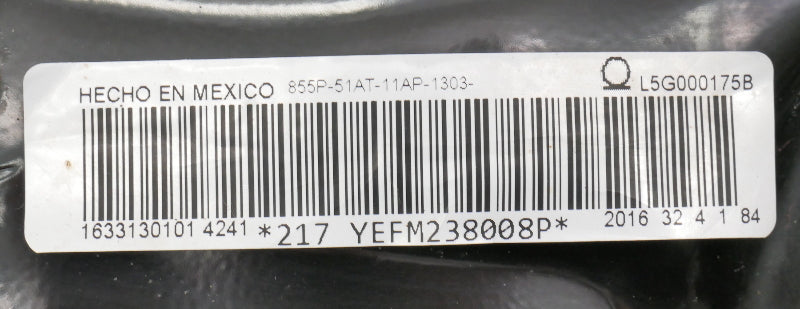 HECHO EN MEXICO 855P-51AT-11AP-1303- L5G000175B
1633130101 4241 *217 YEFM238008P* 2016 32 4 1 84